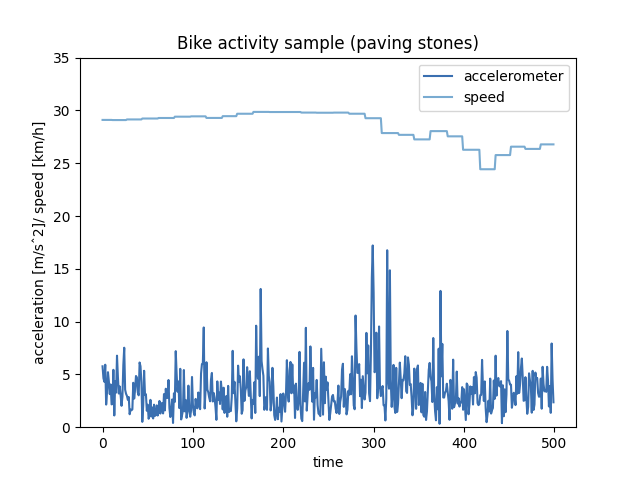 Bike activity sample (paving stones)
accelerometer
speed
acceleration [m/s^2]/ speed [km/h]
35
30
25
20
15
10
5
0
0 100 200 300 400 500
time